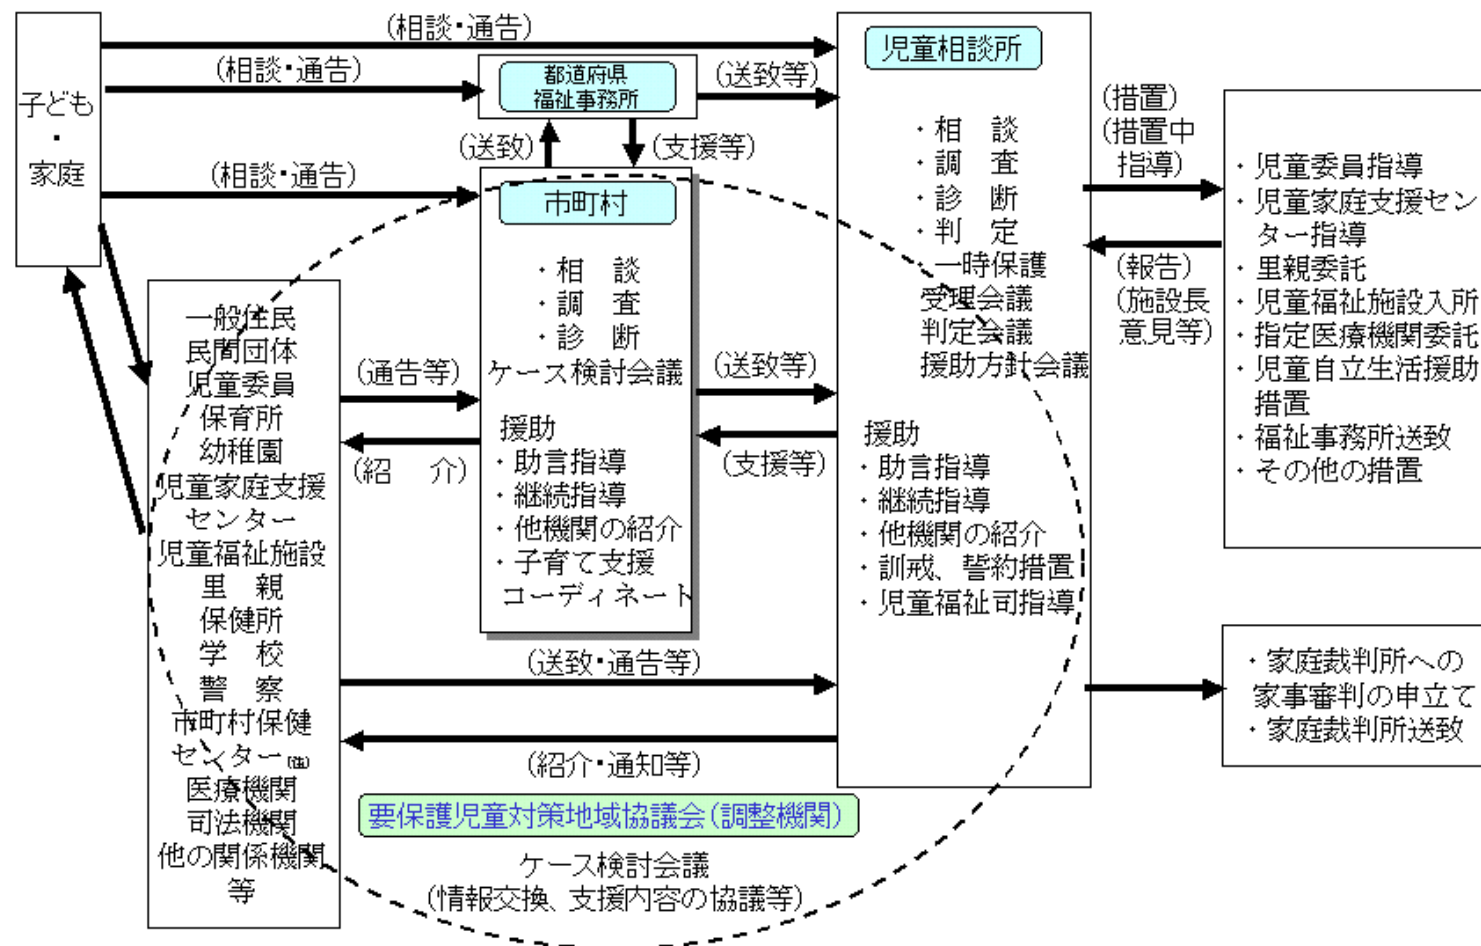 (相談・通告)
児童相談所
(相談・通告)
都道府県
福祉事務所
(送致等)
子ども
・
家庭
(送致)
(支援等)
(相談・通告)
市町村
・相　談
・調　査
・診　断
・判　定
・一時保護
受理会議
判定会議
援助方針会議
(措置)
(措置中
指導)
(報告)
(施設長
意見等)
・児童委員指導
・児童家庭支援セン
ター指導
・里親委託
・児童福祉施設入所
・指定医療機関委託
・児童自立生活援助
措置
・福祉事務所送致
・その他の措置
・相　談
・調　査
・診　断
ケース検討会議
援助
・助言指導
・継続指導
・他機関の紹介
・子育て支援
コーディネート
一般住民
民間団体
児童委員
保育所
幼稚園
児童家庭支援
センター
児童福祉施設
里　親
保健所
学　校
警　察
市町村保健
センター
医療機関
司法機関
他の関係機関
等
(通告等)
(紹　介)
(送致等)
(支援等)
援助
・助言指導
・継続指導
・他機関の紹介
・訓戒、誓約措置
・児童福祉司指導
(送致・通告等)
(紹介・通知等)
・家庭裁判所への
家事審判の申立て
・家庭裁判所送致
要保護児童対策地域協議会(調整機関)
ケース検討会議
(情報交換、支援内容の協議等)